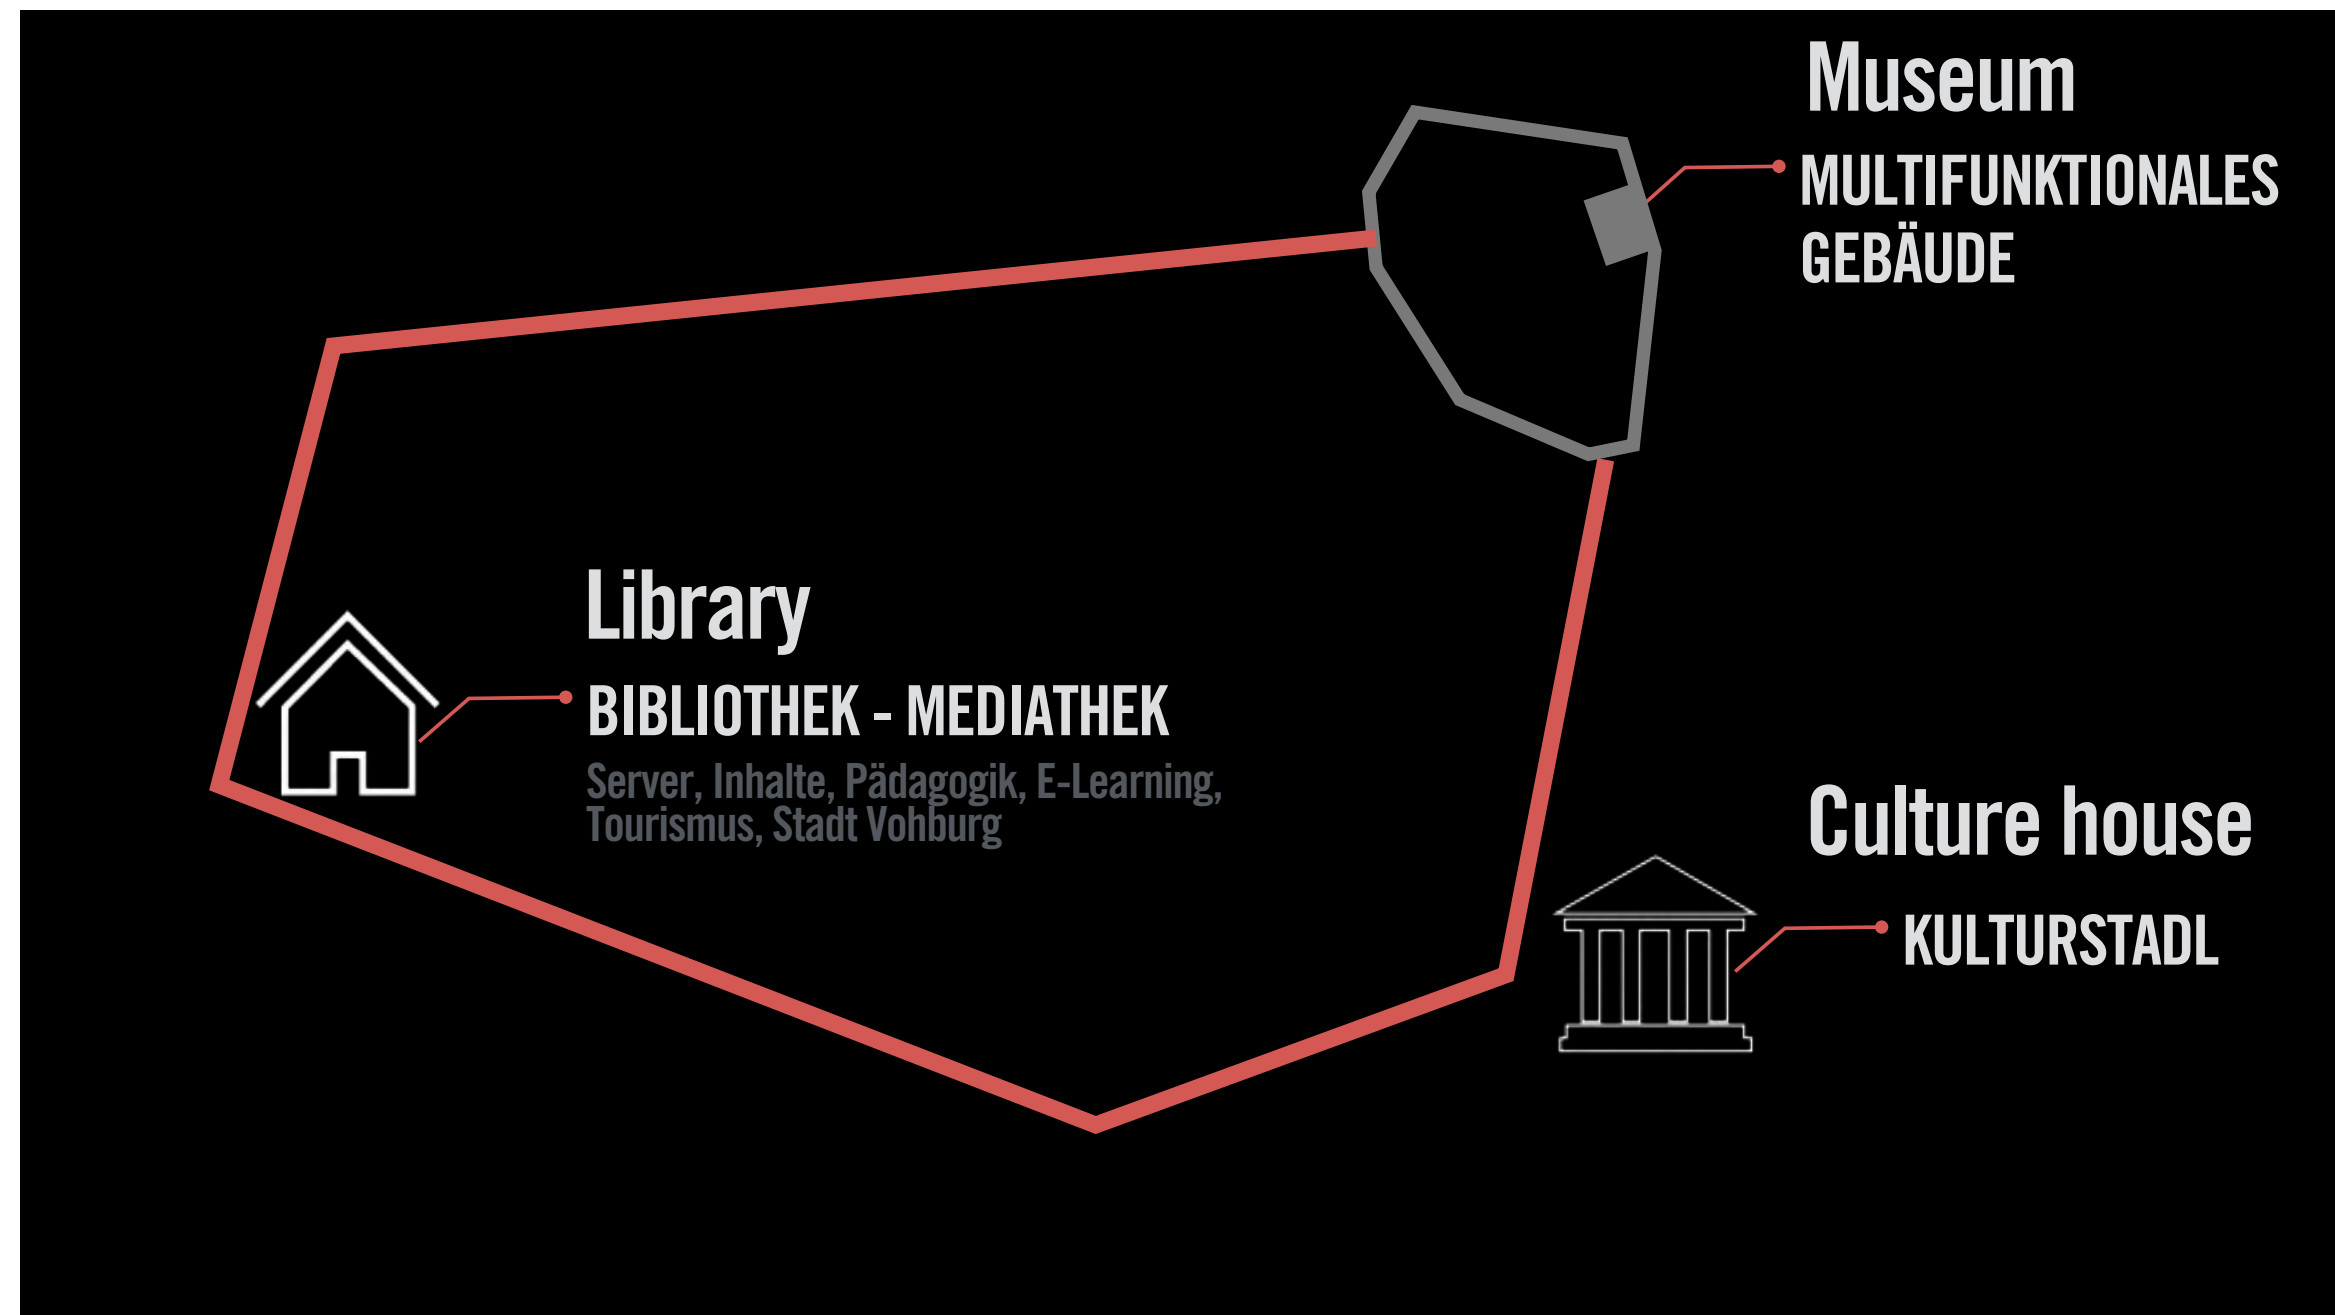 Museum
MULTIFUNKTIONALES
GEBÄUDE
Library
BIBLIOTHEK - MEDIATHEK
Server, Inhalte, Pädagogik, E-Learning,
Tourismus, Stadt Vohburg
Culture house
KULTURSTADL